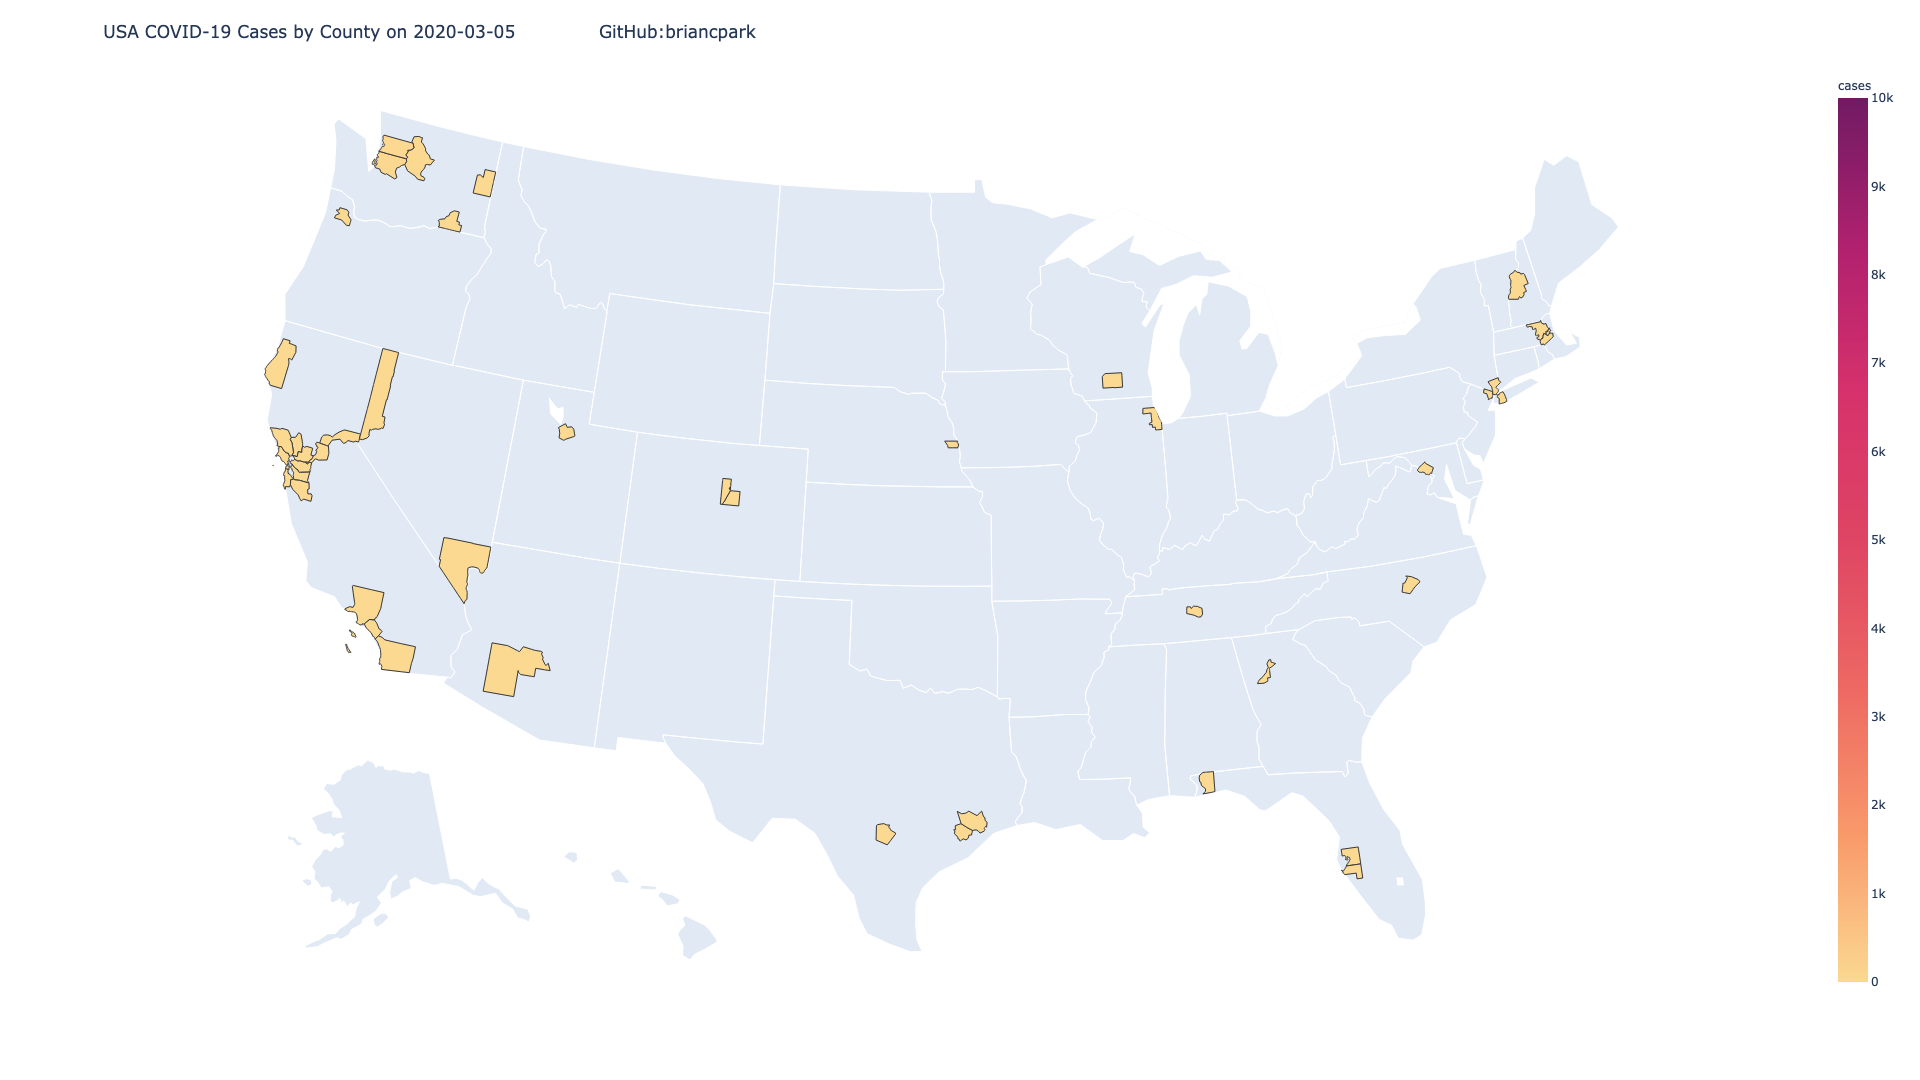 USA COVID-19 Cases by County on 2020-03-05 GitHub:briancpark
cases
10k
9k
8k
7k
6k
5k
4k
3k
2k
1k
0